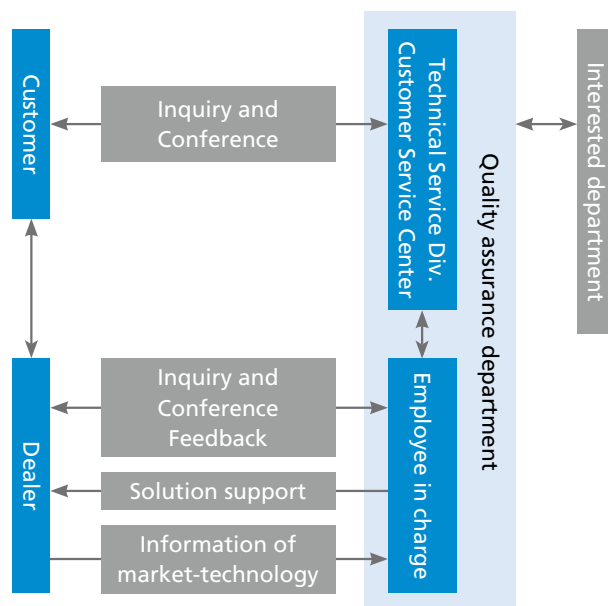 Customer
Inquiry and
Conference
Technical Service Div.
Customer Service Center
Quality assurance department
Interested department
Dealer
Inquiry and
Conference
Feedback
Solution support
Information of
market-technology
Employee in charge